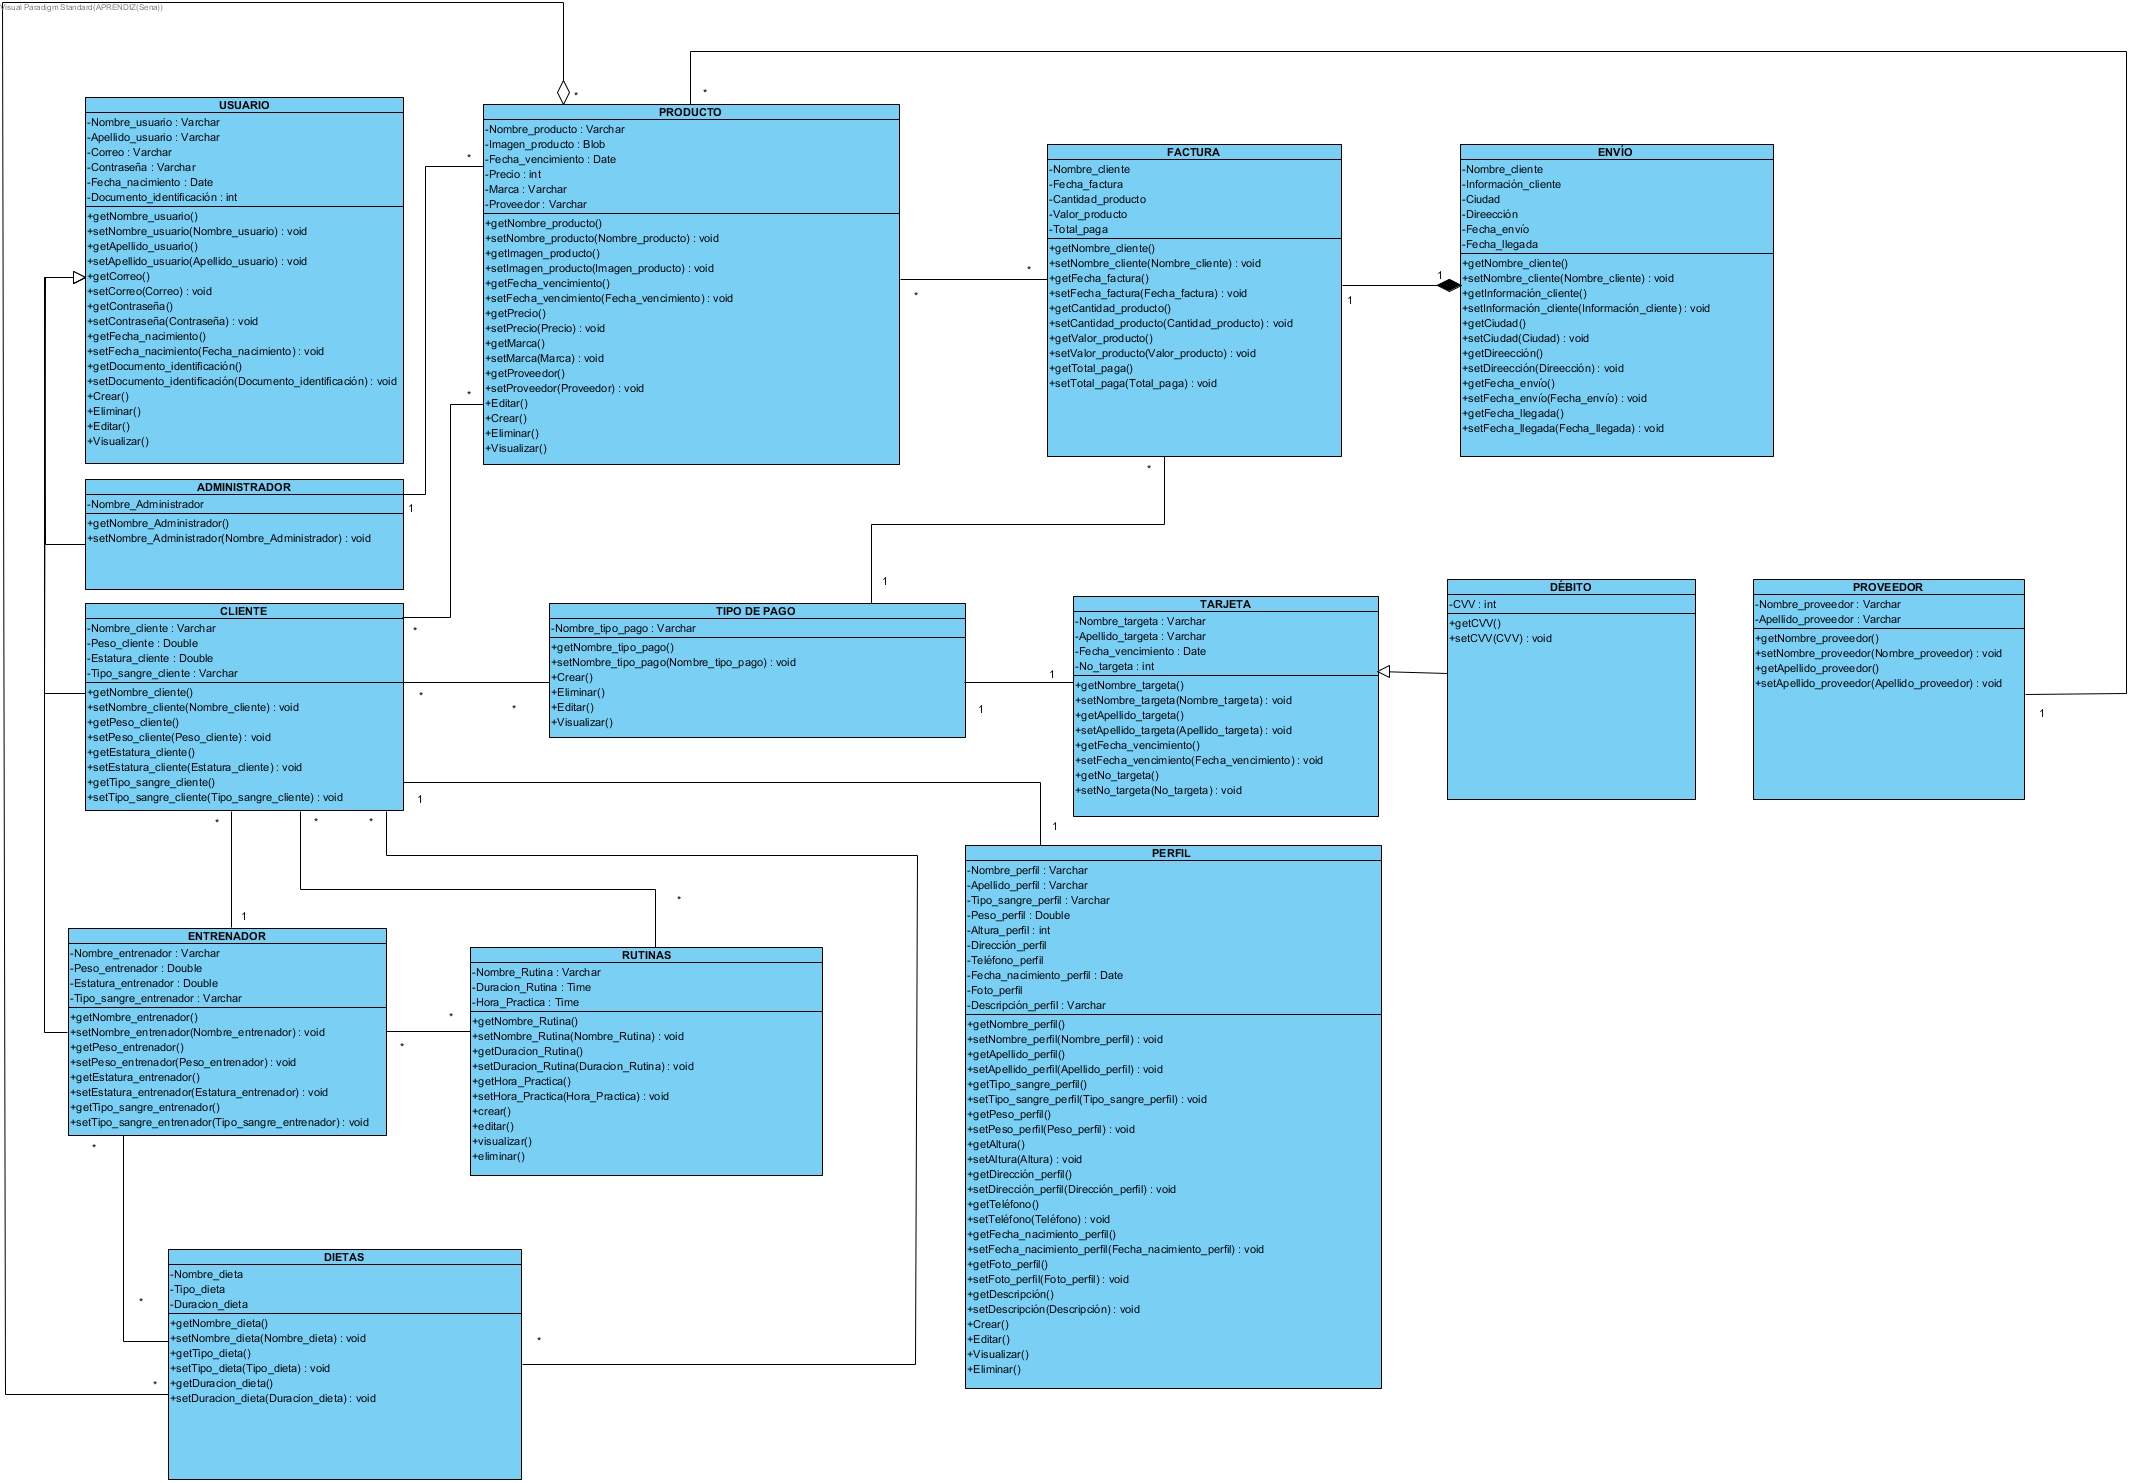 Visual Paradigm Standard(APRENDIZ(Sena))
USUARIO
-Nombre_usuario : Varchar
-Apellido_usuario : Varchar
-Correo : Varchar
-Contraseña : Varchar
-Fecha_nacimiento : Date
-Documento_identificación : int
+getNombre_usuario()
+setNombre_usuario(Nombre_usuario) : void
+getApellido_usuario()
+setApellido_usuario(Apellido_usuario) : void
+getCorreo()
+setCorreo(Correo) : void
+getContraseña()
+setContraseña(Contraseña) : void
+getFecha_nacimiento()
+setFecha_nacimiento(Fecha_nacimiento) : void
+getDocumento_identificación()
+setDocumento_identificación(Documento_identificación) : void
+Crear()
+Eliminar()
+Editar()
+Visualizar()
*
*
PRODUCTO
-Nombre_producto : Varchar
-Imagen_producto : Blob
-Fecha_vencimiento : Date
-Precio : int
-Marca : Varchar
-Proveedor : Varchar
+getNombre_producto()
+setNombre_producto(Nombre_producto) : void
+getImagen_producto()
+setImagen_producto(Imagen_producto) : void
+getFecha_vencimiento()
+setFecha_vencimiento(Fecha_vencimiento) : void
+getPrecio()
+setPrecio(Precio) : void
+getMarca()
+setMarca(Marca) : void
+getProveedor()
+setProveedor(Proveedor) : void
+Editar()
+Crear()
+Eliminar()
+Visualizar()
*
*
*
*
FACTURA
-Nombre_cliente
-Fecha_factura
-Cantidad_producto
-Valor_producto
-Total_paga
+getNombre_cliente()
+setNombre_cliente(Nombre_cliente) : void
+getFecha_factura()
+setFecha_factura(Fecha_factura) : void
+getCantidad_producto()
+setCantidad_producto(Cantidad_producto) : void
+getValor_producto()
+setValor_producto(Valor_producto) : void
+getTotal_paga()
+setTotal_paga(Total_paga) : void
1
1
*
ENVÍO
-Nombre_cliente
-Información_cliente
-Ciudad
-Direección
-Fecha_envío
-Fecha_llegada
+getNombre_cliente()
+setNombre_cliente(Nombre_cliente) : void
+getInformación_cliente()
+setInformación_cliente(Información_cliente) : void
+getCiudad()
+setCiudad(Ciudad) : void
+getDireección()
+setDireección(Direección) : void
+getFecha_envío()
+setFecha_envío(Fecha_envío) : void
+getFecha_llegada()
+setFecha_llegada(Fecha_llegada) : void
ADMINISTRADOR
-Nombre_Administrador
+getNombre_Administrador()
+setNombre_Administrador(Nombre_Administrador) : void
1
CLIENTE
-Nombre_cliente : Varchar
-Peso_cliente : Double
-Estatura_cliente : Double
-Tipo_sangre_cliente : Varchar
+getNombre_cliente()
+setNombre_cliente(Nombre_cliente) : void
+getPeso_cliente()
+setPeso_cliente(Peso_cliente) : void
+getEstatura_cliente()
+setEstatura_cliente(Estatura_cliente) : void
+getTipo_sangre_cliente()
+setTipo_sangre_cliente(Tipo_sangre_cliente) : void
*
*
*
1
*
*
*
1
TIPO DE PAGO
-Nombre_tipo_pago : Varchar
+getNombre_tipo_pago()
+setNombre_tipo_pago(Nombre_tipo_pago) : void
+Crear()
+Eliminar()
+Editar()
+Visualizar()
1
1
TARJETA
-Nombre_targeta : Varchar
-Apellido_targeta : Varchar
-Fecha_vencimiento : Date
-No_targeta : int
+getNombre_targeta()
+setNombre_targeta(Nombre_targeta) : void
+getApellido_targeta()
+setApellido_targeta(Apellido_targeta) : void
+getFecha_vencimiento()
+setFecha_vencimiento(Fecha_vencimiento) : void
+getNo_targeta()
+setNo_targeta(No_targeta) : void
DÉBITO
-CVV : int
+getCVV()
+setCVV(CVV) : void
PROVEEDOR
-Nombre_proveedor : Varchar
-Apellido_proveedor : Varchar
+getNombre_proveedor()
+setNombre_proveedor(Nombre_proveedor) : void
+getApellido_proveedor()
+setApellido_proveedor(Apellido_proveedor) : void
1
1
ENTRENADOR
-Nombre_entrenador : Varchar
-Peso_entrenador : Double
-Estatura_entrenador : Double
-Tipo_sangre_entrenador : Varchar
+getNombre_entrenador()
+setNombre_entrenador(Nombre_entrenador) : void
+getPeso_entrenador()
+setPeso_entrenador(Peso_entrenador) : void
+getEstatura_entrenador()
+setEstatura_entrenador(Estatura_entrenador) : void
+getTipo_sangre_entrenador()
+setTipo_sangre_entrenador(Tipo_sangre_entrenador) : void
*
*
*
*
RUTINAS
-Nombre_Rutina : Varchar
-Duracion_Rutina : Time
-Hora_Practica : Time
+getNombre_Rutina()
+setNombre_Rutina(Nombre_Rutina) : void
+getDuracion_Rutina()
+setDuracion_Rutina(Duracion_Rutina) : void
+getHora_Practica()
+setHora_Practica(Hora_Practica) : void
+crear()
+editar()
+visualizar()
+eliminar()
1
PERFIL
-Nombre_perfil : Varchar
-Apellido_perfil : Varchar
-Tipo_sangre_perfil : Varchar
-Peso_perfil : Double
-Altura_perfil : int
-Dirección_perfil
-Teléfono_perfil
-Fecha_nacimiento_perfil : Date
-Foto_perfil
-Descripción_perfil : Varchar
+getNombre_perfil()
+setNombre_perfil(Nombre_perfil) : void
+getApellido_perfil()
+setApellido_perfil(Apellido_perfil) : void
+getTipo_sangre_perfil()
+setTipo_sangre_perfil(Tipo_sangre_perfil) : void
+getPeso_perfil()
+setPeso_perfil(Peso_perfil) : void
+getAltura()
+setAltura(Altura) : void
+getDirección_perfil()
+setDirección_perfil(Dirección_perfil) : void
+getTeléfono()
+setTeléfono(Teléfono) : void
+getFecha_nacimiento_perfil()
+setFecha_nacimiento_perfil(Fecha_nacimiento_perfil) : void
+getFoto_perfil()
+setFoto_perfil(Foto_perfil) : void
+getDescripción()
+setDescripción(Descripción) : void
+Crear()
+Editar()
+Visualizar()
+Eliminar()
*
*
*
DIETAS
-Nombre_dieta
-Tipo_dieta
-Duracion_dieta
+getNombre_dieta()
+setNombre_dieta(Nombre_dieta) : void
+getTipo_dieta()
+setTipo_dieta(Tipo_dieta) : void
+getDuracion_dieta()
+setDuracion_dieta(Duracion_dieta) : void